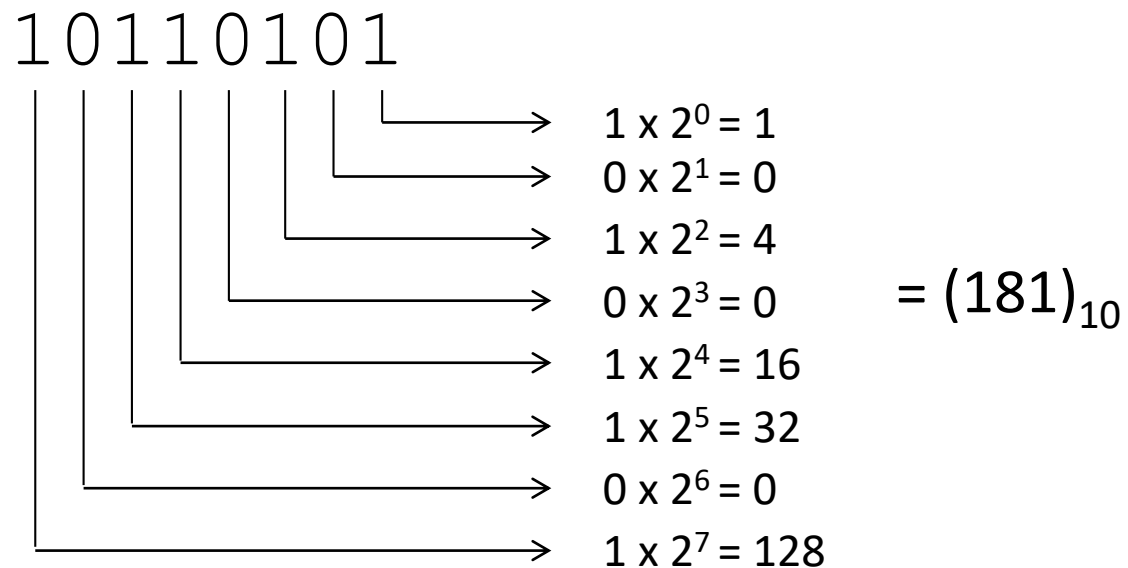 10110101
1 x 2⁰ = 1
0 x 2¹ = 0
1 x 2² = 4
0 x 2³ = 0
= (181)₁₀
1 x 2⁴ = 16
1 x 2⁵ = 32
0 x 2⁶ = 0
1 x 2⁷ = 128